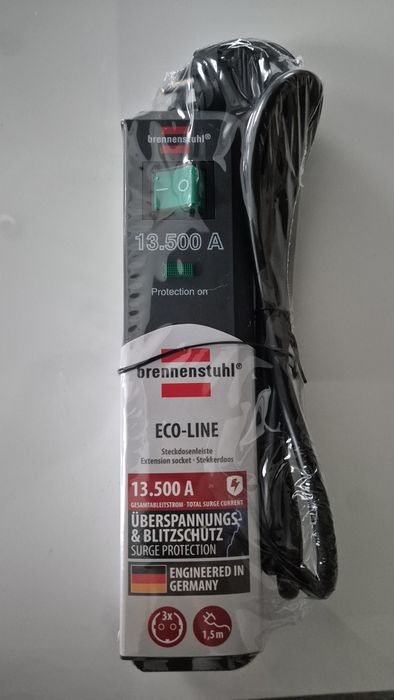 brennenstuhl®
— O
13.500 A
Protection on
brennenstuhl®
ECO-LINE
Steckdosenleiste
Extension socket · Stekkerdoos
13.500 A
GESAMTABLEITSTROM · TOTAL SURGE CURRENT
ÜBERSPANNUNGS-
& BLITZSCHUTZ
SURGE PROTECTION
ENGINEERED IN
GERMANY
3x
1,5 m